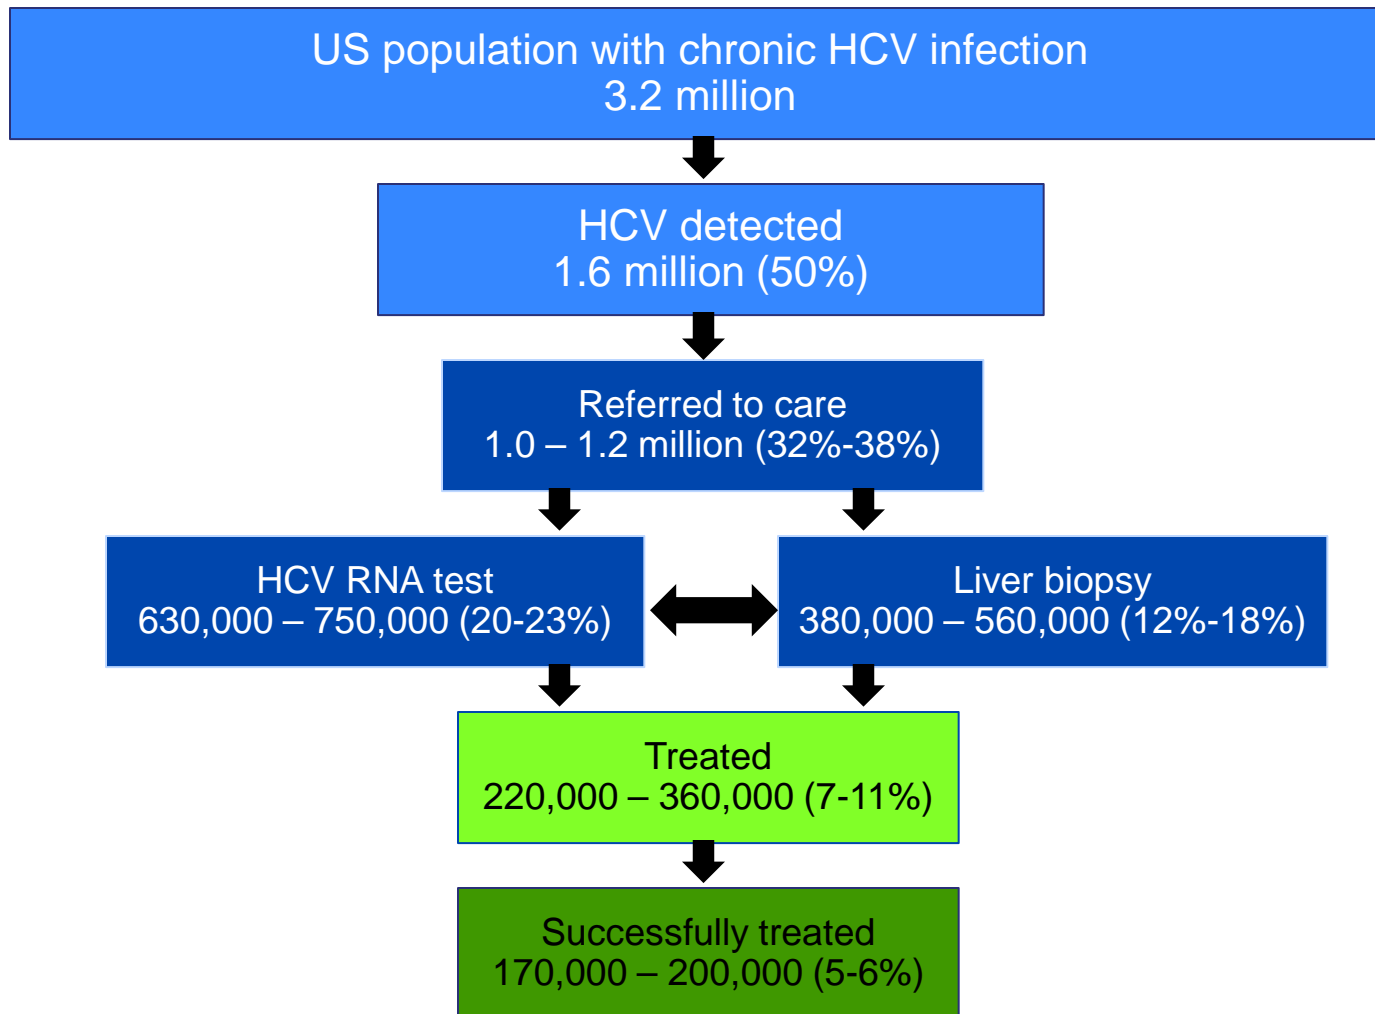 US population with chronic HCV infection
3.2 million
HCV detected
1.6 million (50%)
Referred to care
1.0 – 1.2 million (32%-38%)
HCV RNA test
630,000 – 750,000 (20-23%)
Liver biopsy
380,000 – 560,000 (12%-18%)
Treated
220,000 – 360,000 (7-11%)
Successfully treated
170,000 – 200,000 (5-6%)